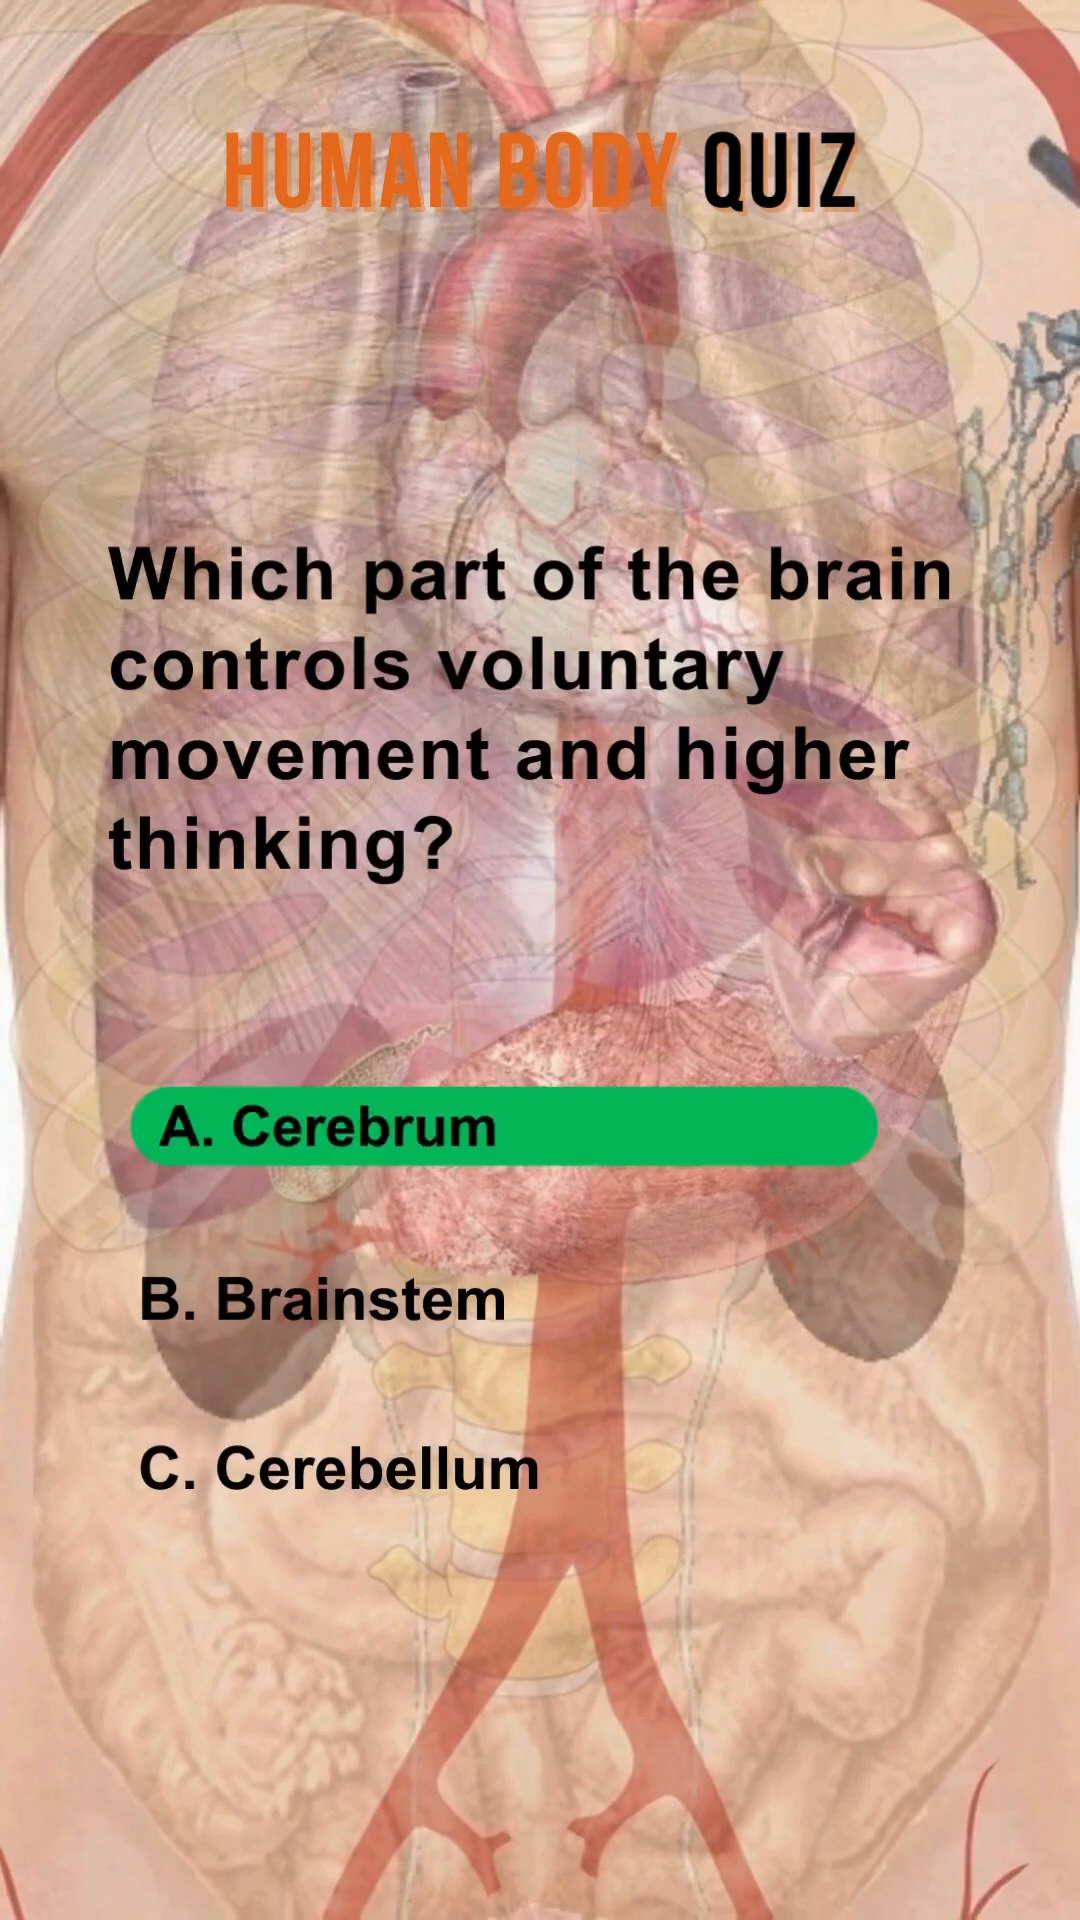 HUMAN BODY QUIZ
Which part of the brain
controls voluntary
movement and higher
thinking?
A. Cerebrum
B. Brainstem
C. Cerebellum